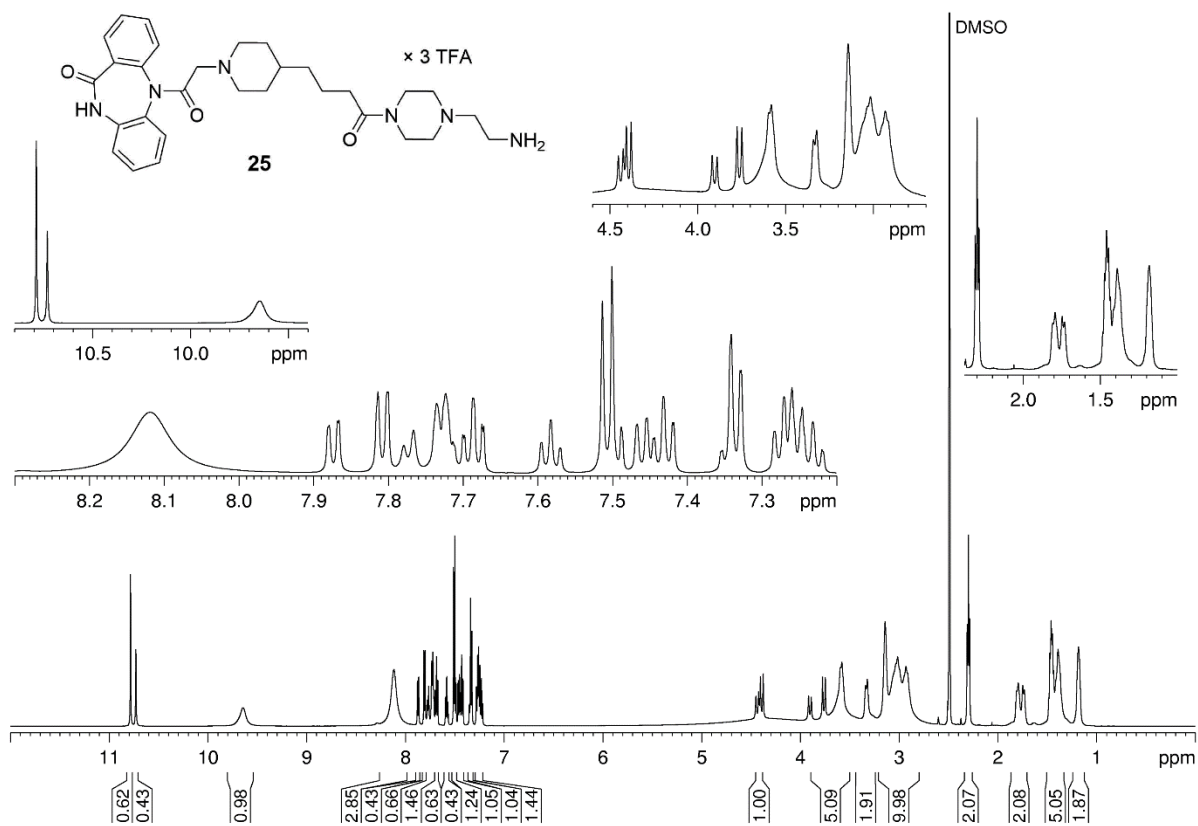 DMSO
× 3 TFA
O
N
N
O
NH
O
N
N
NH₂
25
4.5 4.0 3.5 ppm
10.5 10.0 ppm
2.0 1.5 ppm
8.2 8.1 8.0 7.9 7.8 7.7 7.6 7.5 7.4 7.3 ppm
11 10 9 8 7 6 5 4 3 2 1 ppm
0.62 0.43 0.98 2.85 0.43 0.66 1.46 0.63 0.43 1.24 1.05 1.04 1.44 1.00 5.09 1.91 9.98 2.07 2.08 5.05 1.87